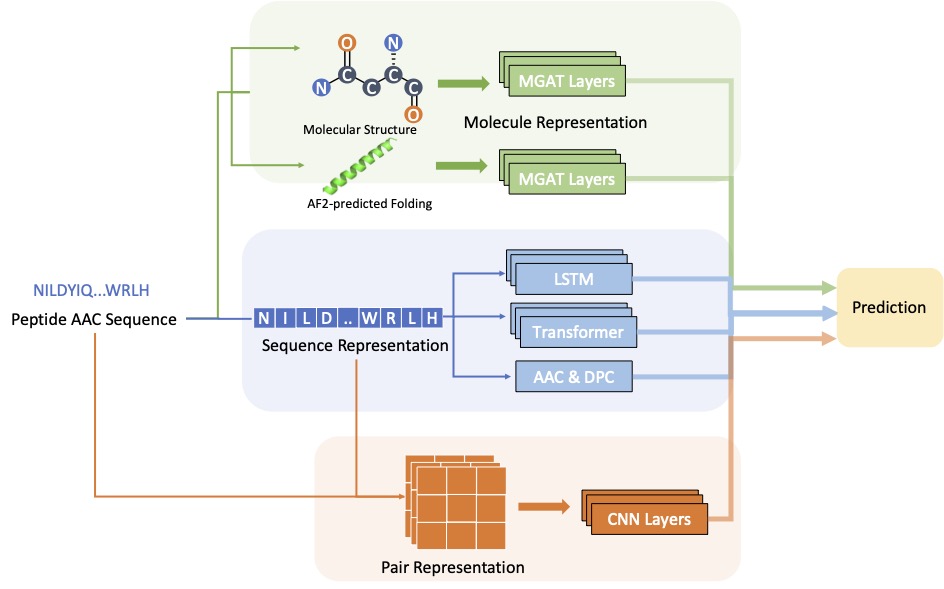 O
N
N
C
C
C
C
O
Molecular Structure
MGAT Layers
Molecule Representation
MGAT Layers
AF2-predicted Folding
NILDYIQ...WRLH
Peptide AAC Sequence
N I L D .. W R L H
Sequence Representation
LSTM
Transformer
AAC & DPC
Prediction
CNN Layers
Pair Representation